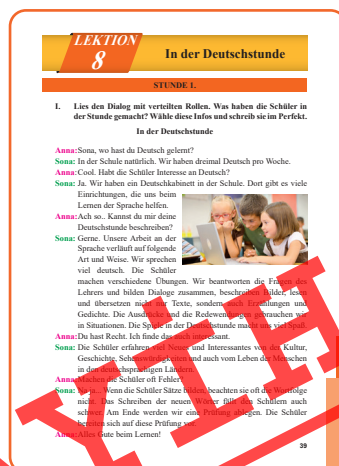 LEKTION
8
In der Deutschstunde
STUNDE 1.
I. Lies den Dialog mit verteilten Rollen. Was haben die Schüler in
der Stunde gemacht? Wähle diese Infos und schreib sie im Perfekt.
In der Deutschstunde
Anna: Sona, wo hast du Deutsch gelernt?
Sona: In der Schule natürlich. Wir haben dreimal Deutsch pro Woche.
Anna: Cool. Habt die Schüler Interesse an Deutsch?
Sona: Ja. Wir haben ein Deutschkabinett in der Schule. Dort gibt es viele
Einrichtungen, die uns beim
Lernen der Sprache helfen.
Anna: Ach so.. Kannst du mir deine
Deutschstunde beschreiben?
Sona: Gerne. Unsere Arbeit an der
Sprache verläuft auf folgende
Art und Weise. Wir sprechen
viel deutsch. Die Schüler
machen verschiedene Übungen. Wir beantworten die Fragen des
Lehrers und bilden Dialoge zusammen, beschreiben Bilder, lesen
und übersetzen nicht nur Texte, sondern auch Erzählungen und
Gedichte. Die Ausdrücke und die Redewendungen gebrauchen wir
in Situationen. Die Spiele in der Deutschstunde macht uns viel Spaß.
Anna: Du hast Recht. Ich finde das auch interessant.
Sona: Die Schüler erfahren viel Neues und Interessantes von der Kultur,
Geschichte, Sehenswürdigkeiten und auch vom Leben der Menschen
in den deutschsprachigen Ländern.
Anna: Machen die Schüler oft Fehler?
Sona: Na ja... Wenn die Schüler Sätze bilden, beachten sie oft die Wortfolge
nicht. Das Schreiben der neuen Wörter fällt den Schülern auch
schwer. Am Ende werden wir eine Prüfung ablegen. Die Schüler
bereiten sich auf diese Prüfung vor.
Anna: Alles Gute beim Lernen!
39